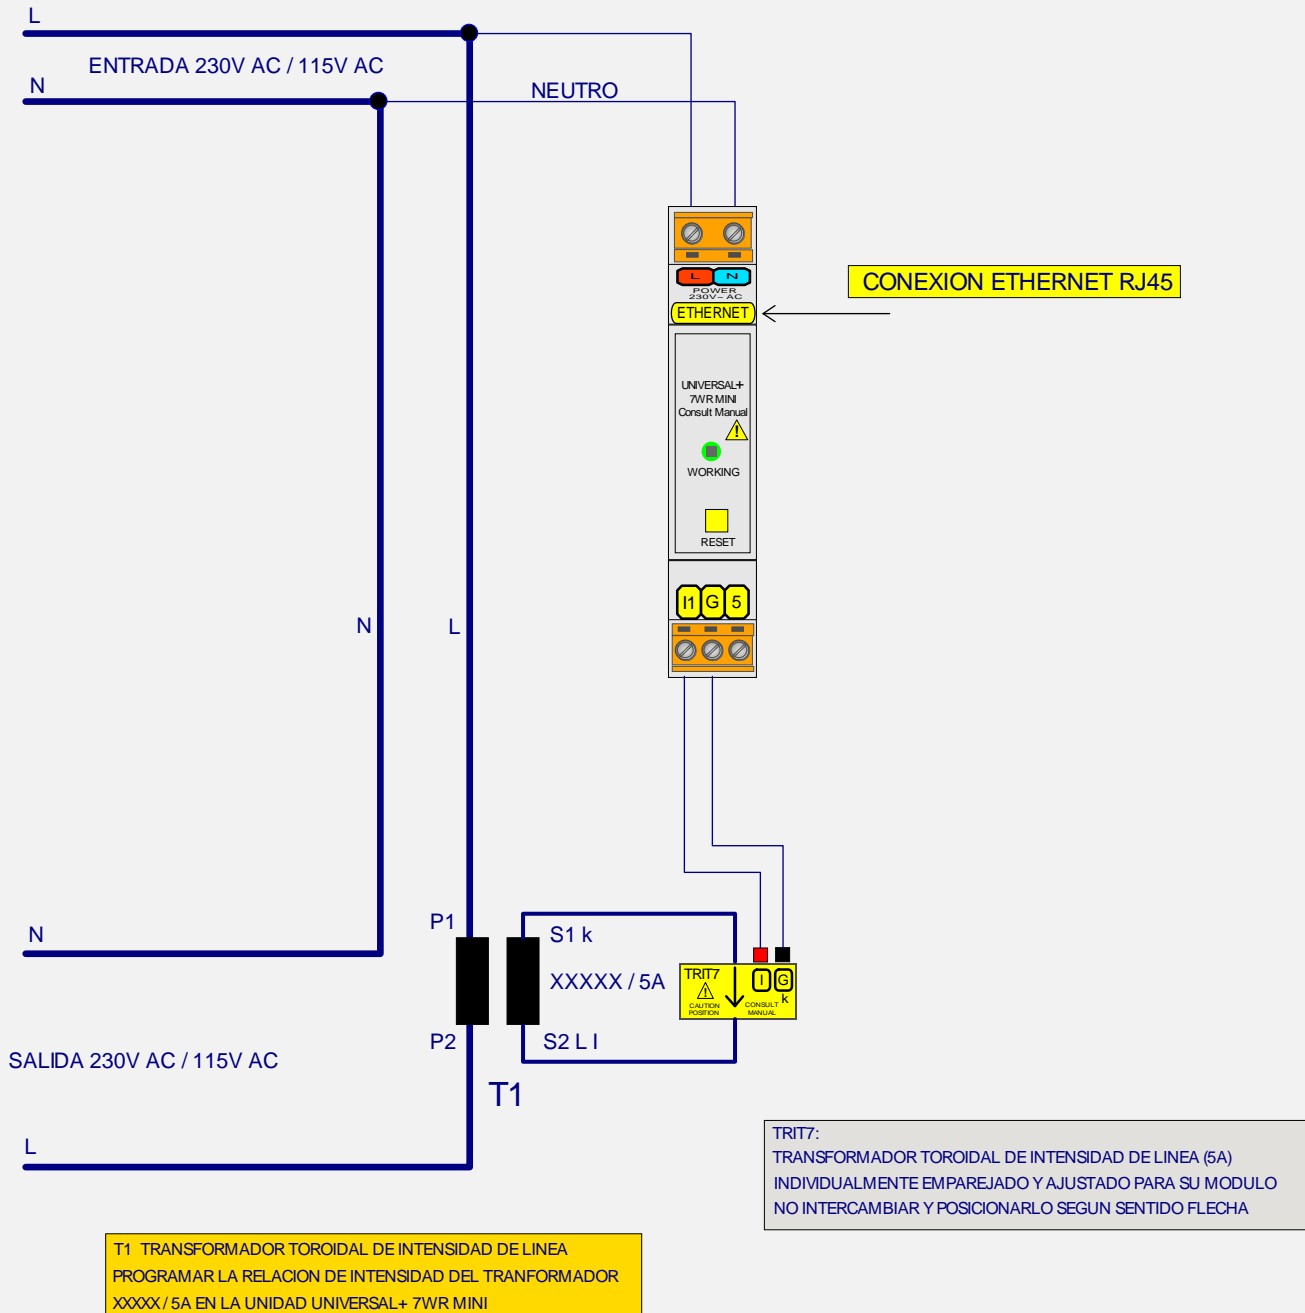 L
ENTRADA 230V AC / 115V AC
N
NEUTRO
L N
POWER
230V~ AC
CONEXION ETHERNET RJ45
ETHERNET
UNIVERSAL+
7WR MINI
Consult Manual
WORKING
RESET
I1 G 5
N
L
N
P1
S1 k
XXXXX / 5A
TRIT7
CAUTION
POSITION
I G
k
CONSULT
MANUAL
P2
S2 L I
SALIDA 230V AC / 115V AC
T1
L
TRIT7:
TRANSFORMADOR TOROIDAL DE INTENSIDAD DE LINEA (5A)
INDIVIDUALMENTE EMPAREJADO Y AJUSTADO PARA SU MODULO
NO INTERCAMBIAR Y POSICIONARLO SEGUN SENTIDO FLECHA
T1 TRANSFORMADOR TOROIDAL DE INTENSIDAD DE LINEA
PROGRAMAR LA RELACION DE INTENSIDAD DEL TRANFORMADOR
XXXXX / 5A EN LA UNIDAD UNIVERSAL+ 7WR MINI